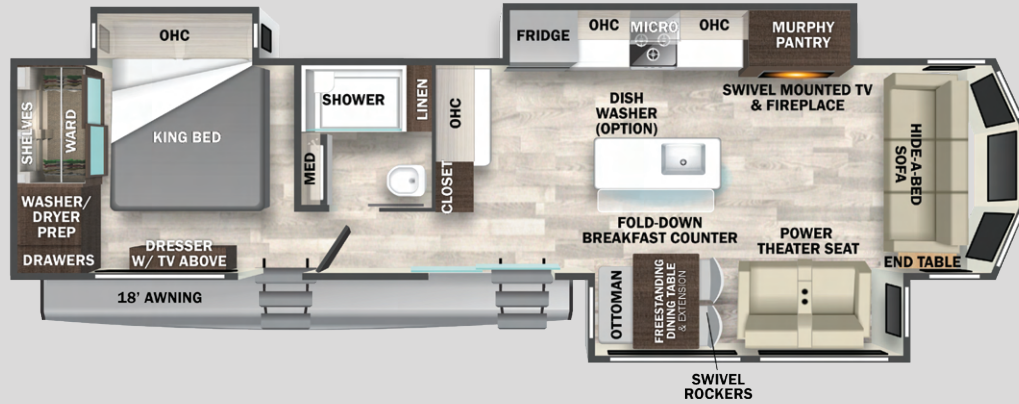 OHC
SHELVES
WARD
KING BED
WASHER/
DRYER
PREP
DRAWERS
DRESSER
W/ TV ABOVE
18' AWNING
SHOWER
LINEN
OHC
MED
CLOSET
FRIDGE
OHC
MICRO
OHC
MURPHY
PANTRY
SWIVEL MOUNTED TV
& FIREPLACE
DISH
WASHER
(OPTION)
FOLD-DOWN
BREAKFAST COUNTER
HIDE-A-BED
SOFA
END TABLE
POWER
THEATER SEAT
OTTOMAN
FREESTANDING
DINING TABLE
& EXTENSION
SWIVEL
ROCKERS